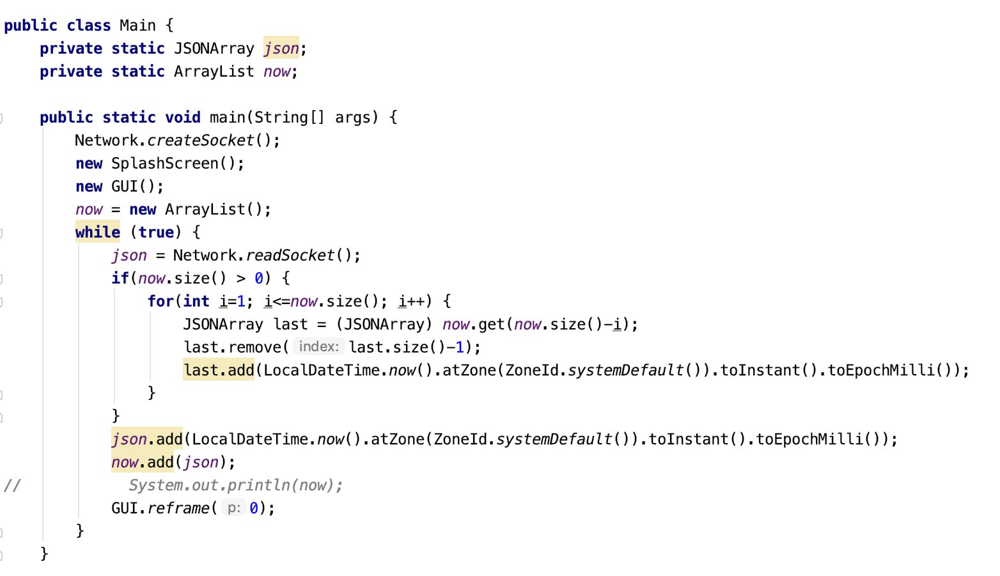 public class Main {
    private static JSONArray json;
    private static ArrayList now;

    public static void main(String[] args) {
        Network.createSocket();
        new SplashScreen();
        new GUI();
        now = new ArrayList();
        while (true) {
            json = Network.readSocket();
            if(now.size() > 0) {
                for(int i=1; i<=now.size(); i++) {
                    JSONArray last = (JSONArray) now.get(now.size()-i);
                    last.remove( index: last.size()-1);
                    last.add(LocalDateTime.now().atZone(ZoneId.systemDefault()).toInstant().toEpochMilli());
                }
            }
            json.add(LocalDateTime.now().atZone(ZoneId.systemDefault()).toInstant().toEpochMilli());
            now.add(json);
//            System.out.println(now);
            GUI.reframe( p: 0);
        }
    }